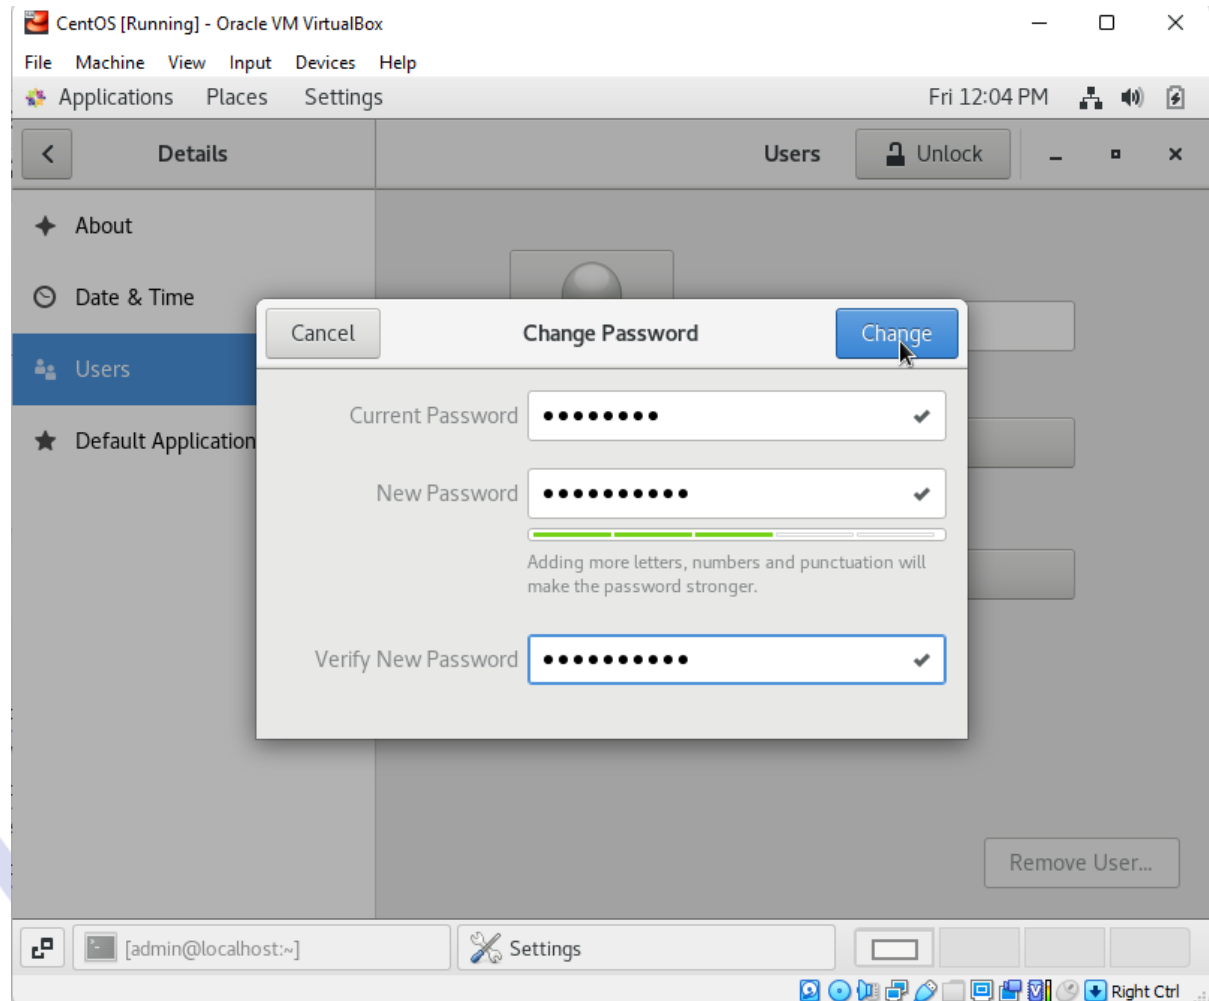 CentOS [Running] - Oracle VM VirtualBox
File Machine View Input Devices Help
Applications Places Settings Fri 12:04 PM
Details Users Unlock
About
Date & Time
Cancel Change Password Change
Users
Current Password
Default Application
New Password
Adding more letters, numbers and punctuation will
make the password stronger.
Verify New Password
Remove User...
[admin@localhost:~] Settings
Right Ctrl